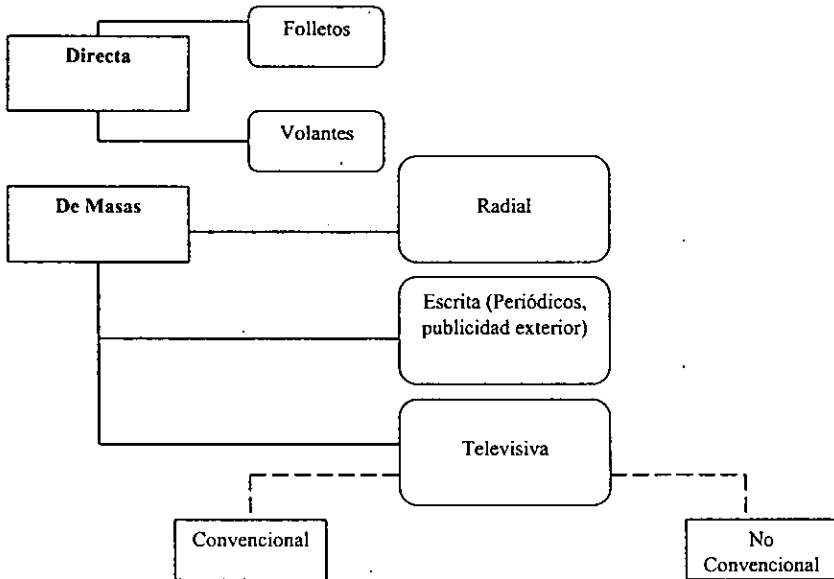 Folletos
Directa
Volantes
De Masas
Radial
Escrita (Periódicos,
publicidad exterior)
Televisiva
Convencional
No
Convencional